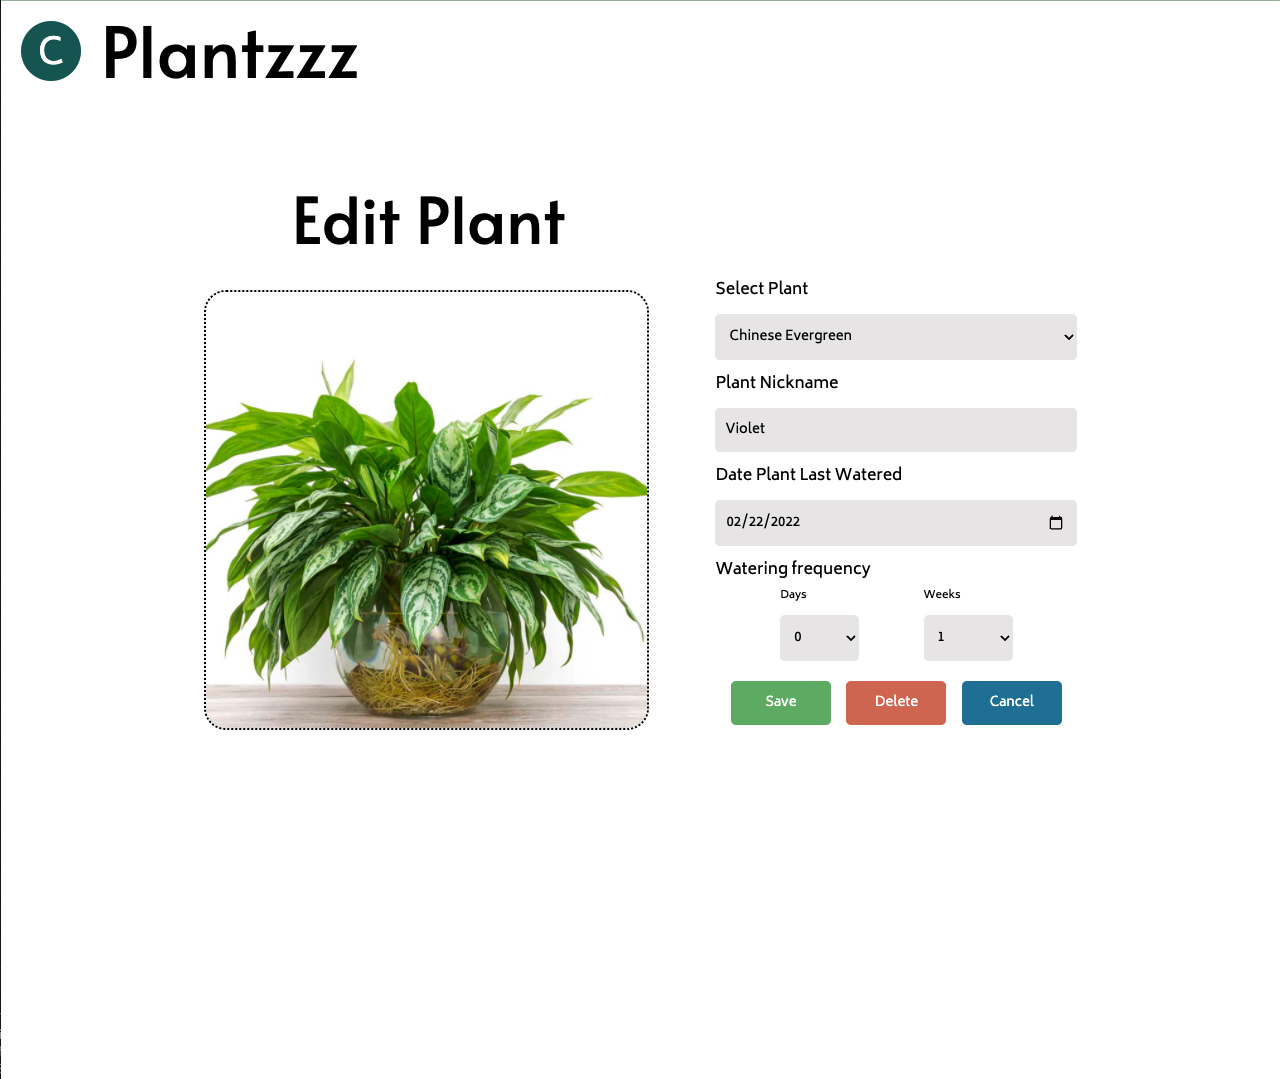 C Plantzzz
Edit Plant
Select Plant
Chinese Evergreen
Plant Nickname
Violet
Date Plant Last Watered
02/22/2022
Watering frequency
Days Weeks
0 1
Save Delete Cancel